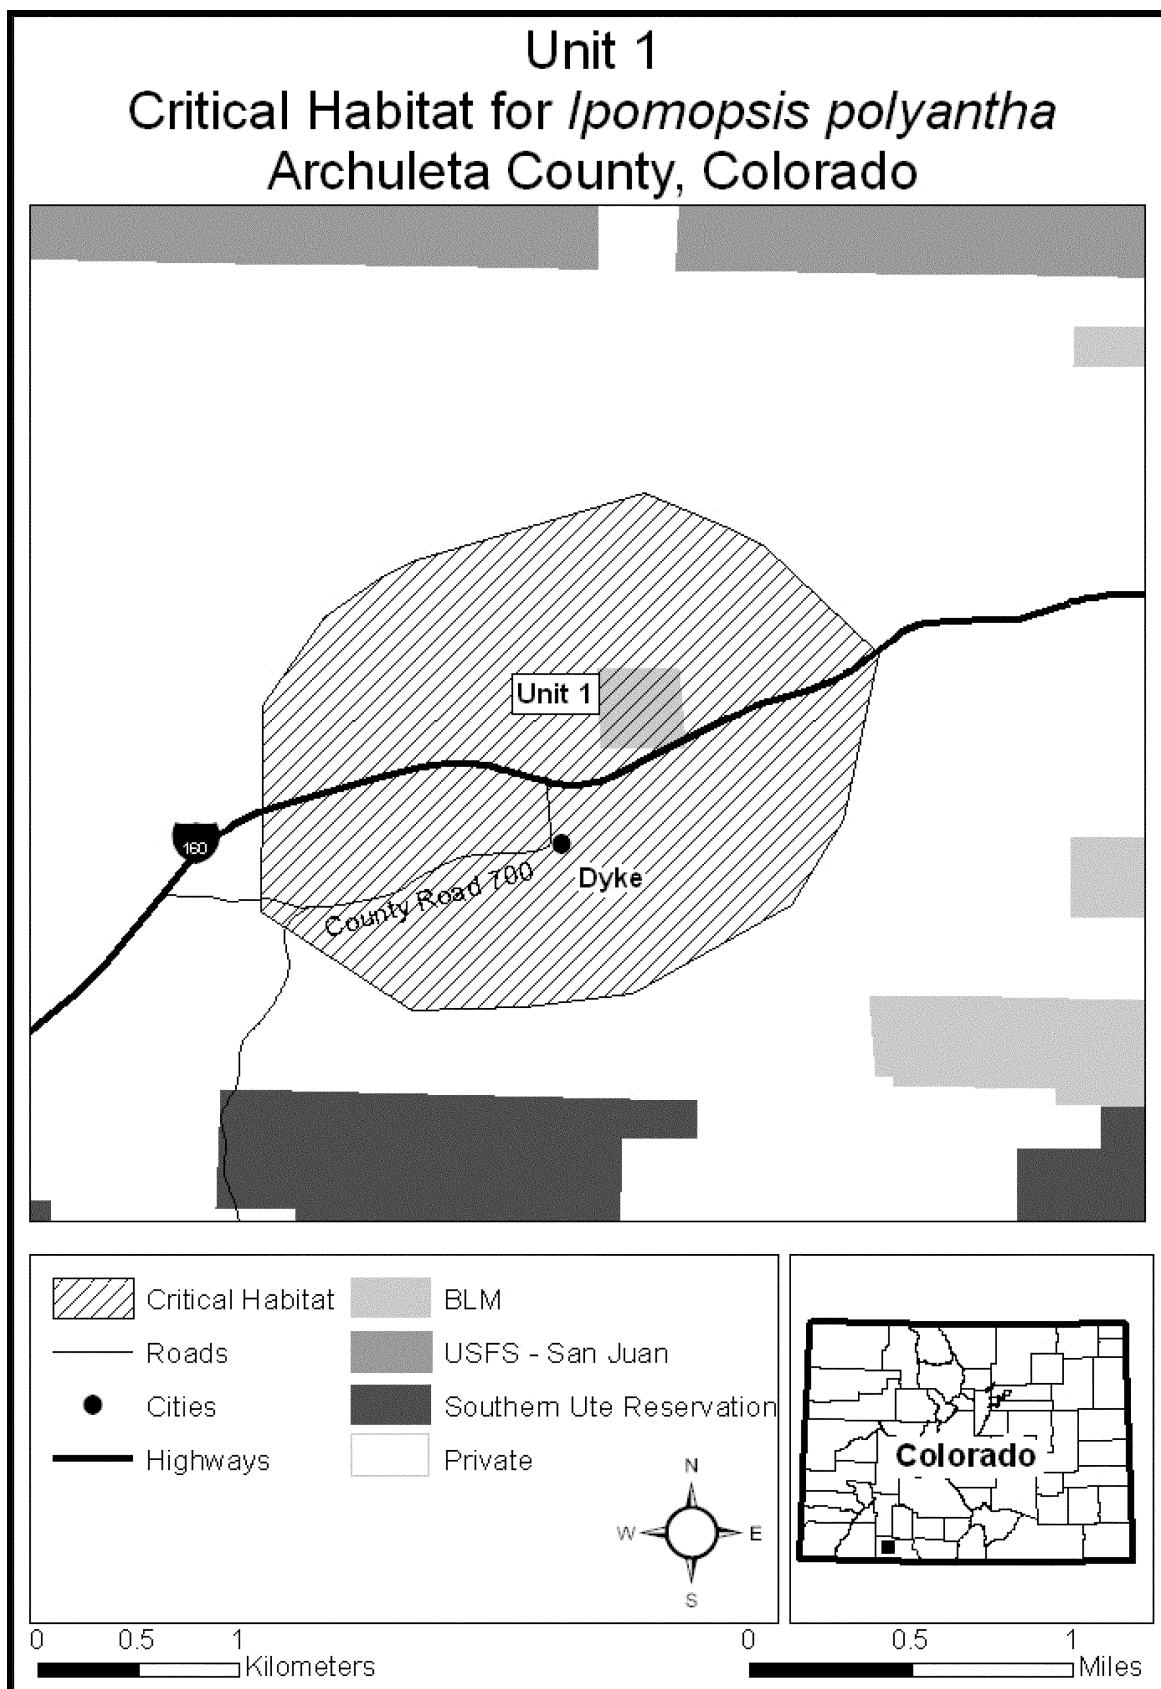 Unit 1
Critical Habitat for Ipomopsis polyantha
Archuleta County, Colorado
Unit 1
160
County Road 700
Dyke
Critical Habitat
Roads
Cities
Highways
BLM
USFS - San Juan
Southern Ute Reservation
Private
N
W
E
S
Colorado
0 0.5 1
Kilometers
0 0.5 1
Miles